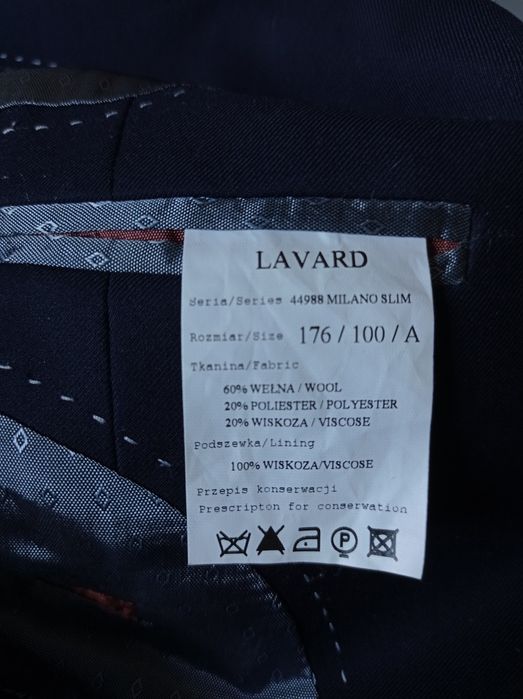 LAVARD
Seria/Series 44988 MILANO SLIM
Rozmiar/Size 176 / 100 / A
Tkanina/Fabric
60% WEŁNA / WOOL
20% POLIESTER / POLYESTER
20% WISKOZA / VISCOSE
Podszewka/Lining
100% WISKOZA/VISCOSE
Przepis konserwacji
Prescripton for conserwation
P